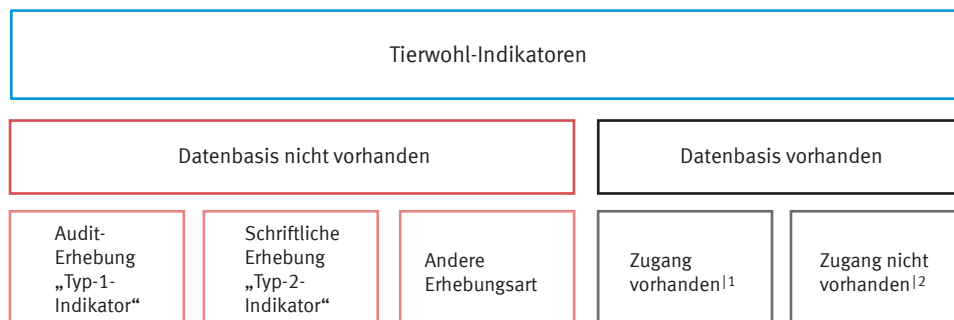 Tierwohl-Indikatoren
Datenbasis nicht vorhanden
Datenbasis vorhanden
Audit-
Erhebung
„Typ-1-
Indikator“
Schriftliche
Erhebung
„Typ-2-
Indikator“
Andere
Erhebungsart
Zugang
vorhanden|1
Zugang nicht
vorhanden|2